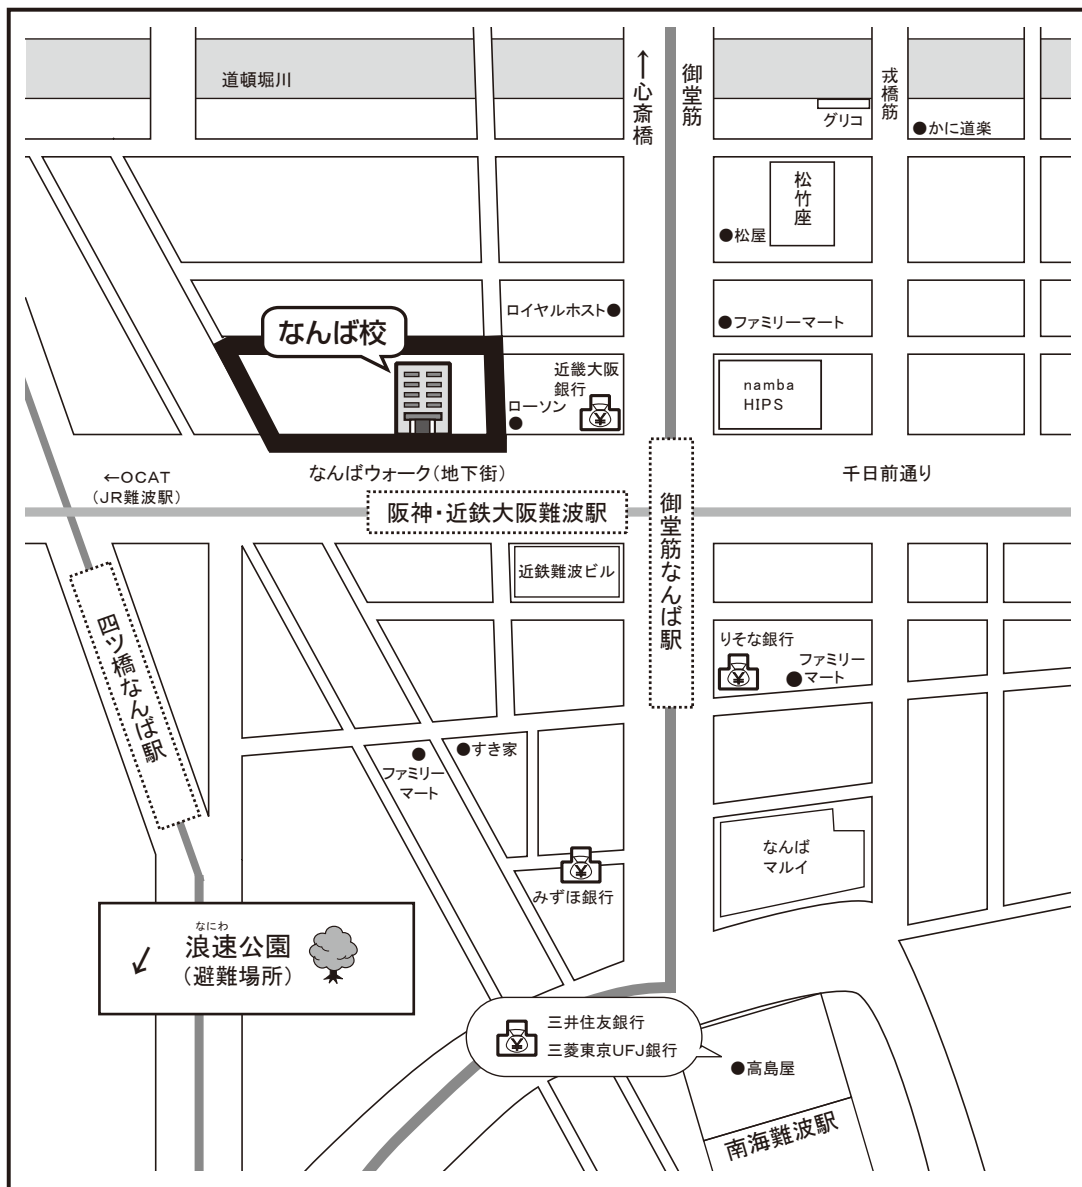 道頓堀川
↑心斎橋
御堂筋
戎橋筋
グリコ
●かに道楽
松竹座
●松屋
ロイヤルホスト●
●ファミリーマート
なんば校
近畿大阪
銀行
ローソン
namba
HIPS
←OCAT
(JR難波駅)
なんばウォーク(地下街)
千日前通り
阪神・近鉄大阪難波駅
御堂筋なんば駅
近鉄難波ビル
四ツ橋なんば駅
りそな銀行
ファミリー
マート
●すき家
ファミリー
マート
なんば
マルイ
みずほ銀行
なにわ
浪速公園
(避難場所)
三井住友銀行
三菱東京UFJ銀行
●高島屋
南海難波駅